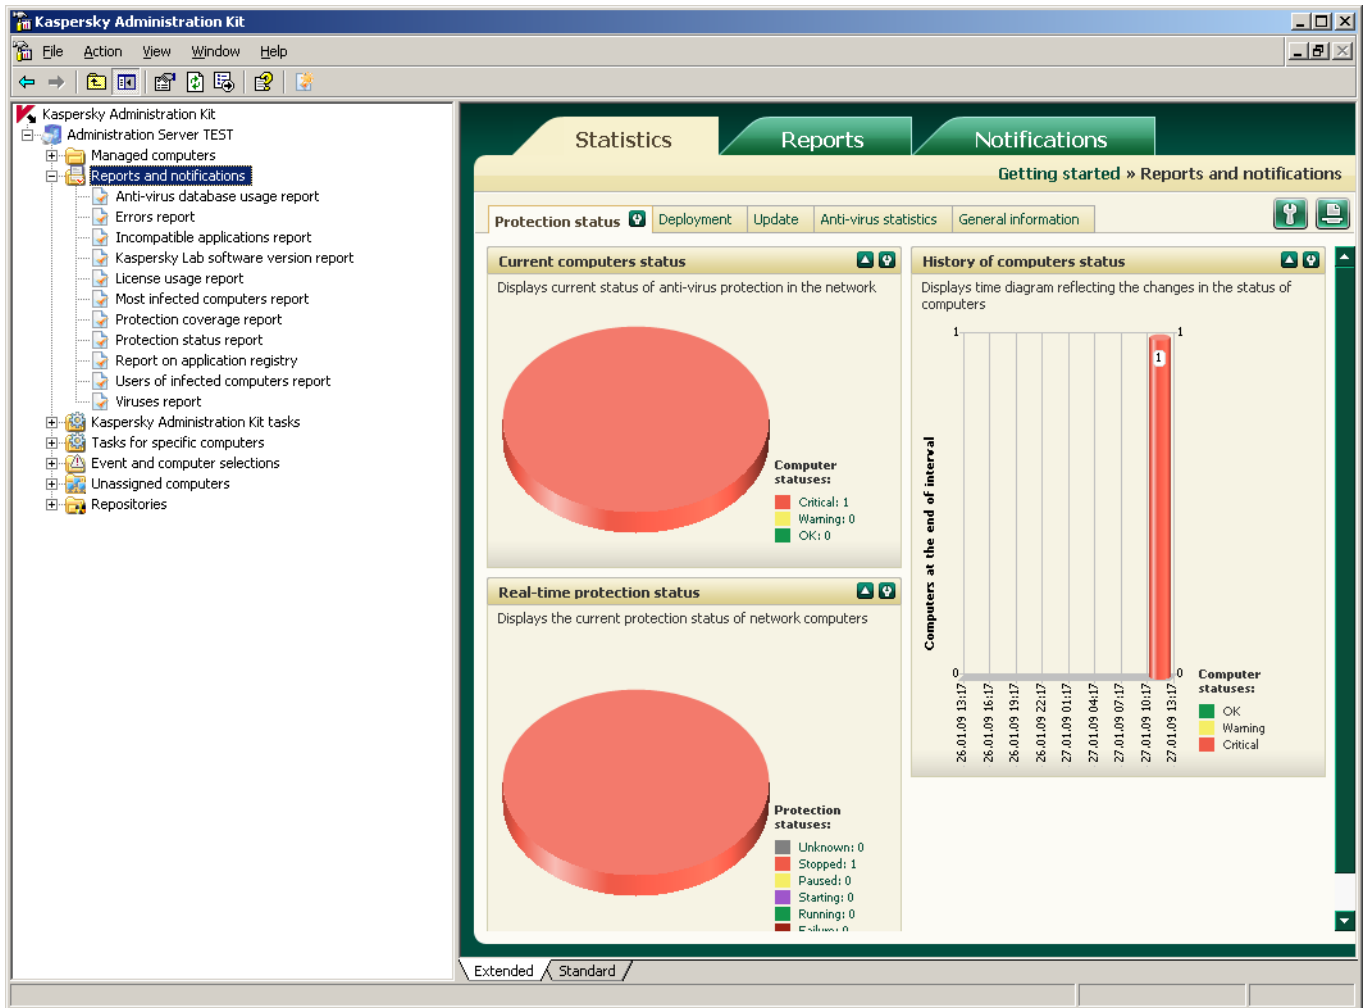 Kaspersky Administration Kit
File Action View Window Help
Kaspersky Administration Kit
Administration Server TEST
Managed computers
Reports and notifications
Anti-virus database usage report
Errors report
Incompatible applications report
Kaspersky Lab software version report
License usage report
Most infected computers report
Protection coverage report
Protection status report
Report on application registry
Users of infected computers report
Viruses report
Kaspersky Administration Kit tasks
Tasks for specific computers
Event and computer selections
Unassigned computers
Repositories
Statistics Reports Notifications
Getting started » Reports and notifications
Protection status Deployment Update Anti-virus statistics General information
Current computers status
Displays current status of anti-virus protection in the network
Computer
statuses:
Critical: 1
Warning: 0
OK: 0
Real-time protection status
Displays the current protection status of network computers
Protection
statuses:
Unknown: 0
Stopped: 1
Paused: 0
Starting: 0
Running: 0
Failure: 0
History of computers status
Displays time diagram reflecting the changes in the status of
computers
1 1
1
Computers at the end of interval
0 0
26.01.09 13:17
26.01.09 16:17
26.01.09 19:17
26.01.09 22:17
27.01.09 01:17
27.01.09 04:17
27.01.09 07:17
27.01.09 10:17
27.01.09 13:17
Computer
statuses:
OK
Warning
Critical
Extended Standard